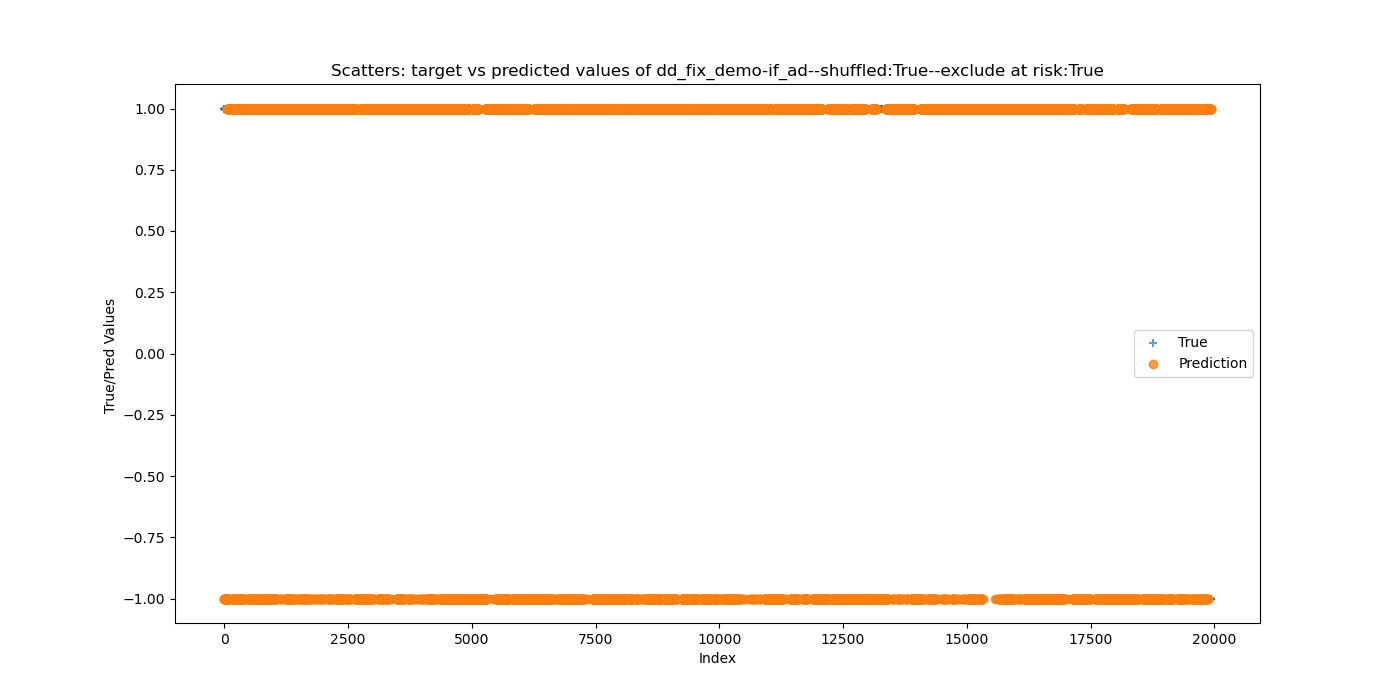 Scatters: target vs predicted values of dd_fix_demo-if_ad--shuffled:True--exclude at risk:True
1.00
0.75
0.50
0.25
0.00
−0.25
−0.50
−0.75
−1.00
True/Pred Values
True
Prediction
0 2500 5000 7500 10000 12500 15000 17500 20000
Index